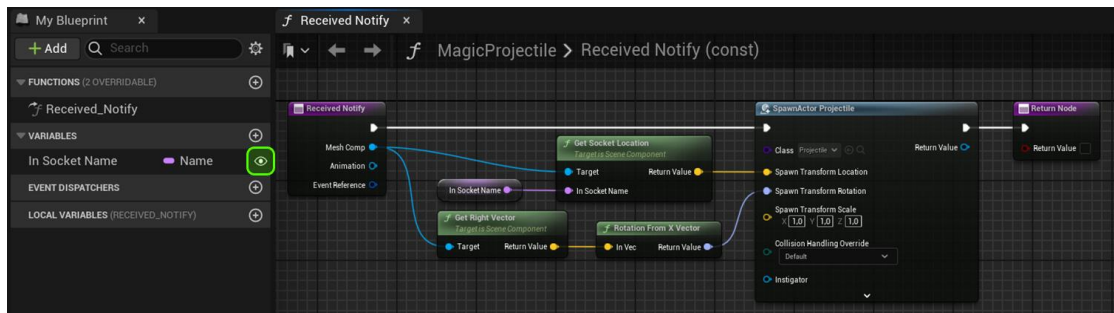 My Blueprint ×
+ Add Search
FUNCTIONS (2 OVERRIDABLE)
Received_Notify
VARIABLES
In Socket Name Name
EVENT DISPATCHERS
LOCAL VARIABLES (RECEIVED_NOTIFY)
f Received Notify ×
f MagicProjectile > Received Notify (const)
Received Notify
Mesh Comp
Animation
Event Reference
In Socket Name
f Get Socket Location
Target is Scene Component
Target Return Value
In Socket Name
f Get Right Vector
Target is Scene Component
Target Return Value
f Rotation From X Vector
In Vec Return Value
SpawnActor Projectile
Class Projectile Return Value
Spawn Transform Location
Spawn Transform Rotation
Spawn Transform Scale
X 1,0 Y 1,0 Z 1,0
Collision Handling Override
Default
Instigator
Return Node
Return Value